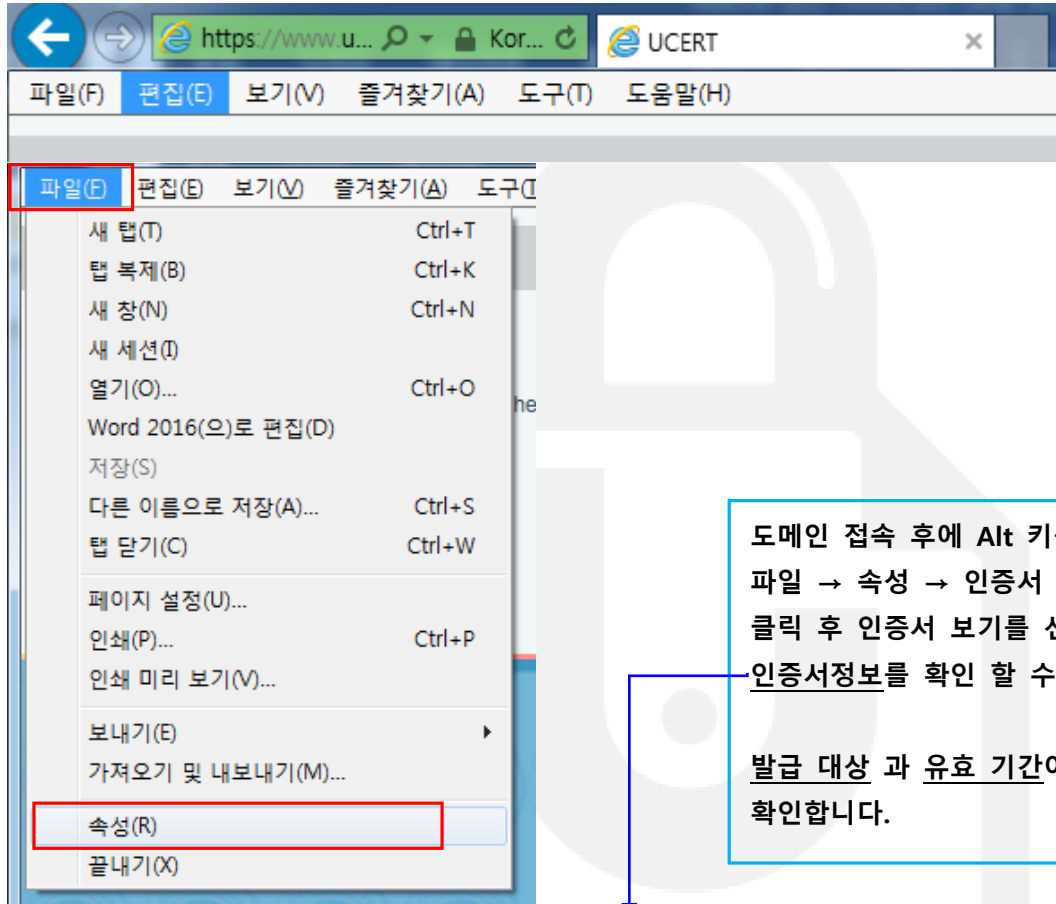 https://www.u... Kor... UCERT
파일(F) 편집(E) 보기(V) 즐겨찾기(A) 도구(T) 도움말(H)
파일(F) 편집(E) 보기(V) 즐겨찾기(A) 도구(T
새 탭(T) Ctrl+T
탭 복제(B) Ctrl+K
새 창(N) Ctrl+N
새 세션(I)
열기(O)... Ctrl+O
he
Word 2016(으)로 편집(D)
저장(S)
다른 이름으로 저장(A)... Ctrl+S
탭 닫기(C) Ctrl+W
페이지 설정(U)...
인쇄(P)... Ctrl+P
인쇄 미리 보기(V)...
보내기(E)
가져오기 및 내보내기(M)...
속성(R)
끝내기(X)
도메인 접속 후에 Alt 키
파일 → 속성 → 인증서
클릭 후 인증서 보기를
인증서정보를 확인 할 수
발급 대상 과 유효 기간이
확인합니다.